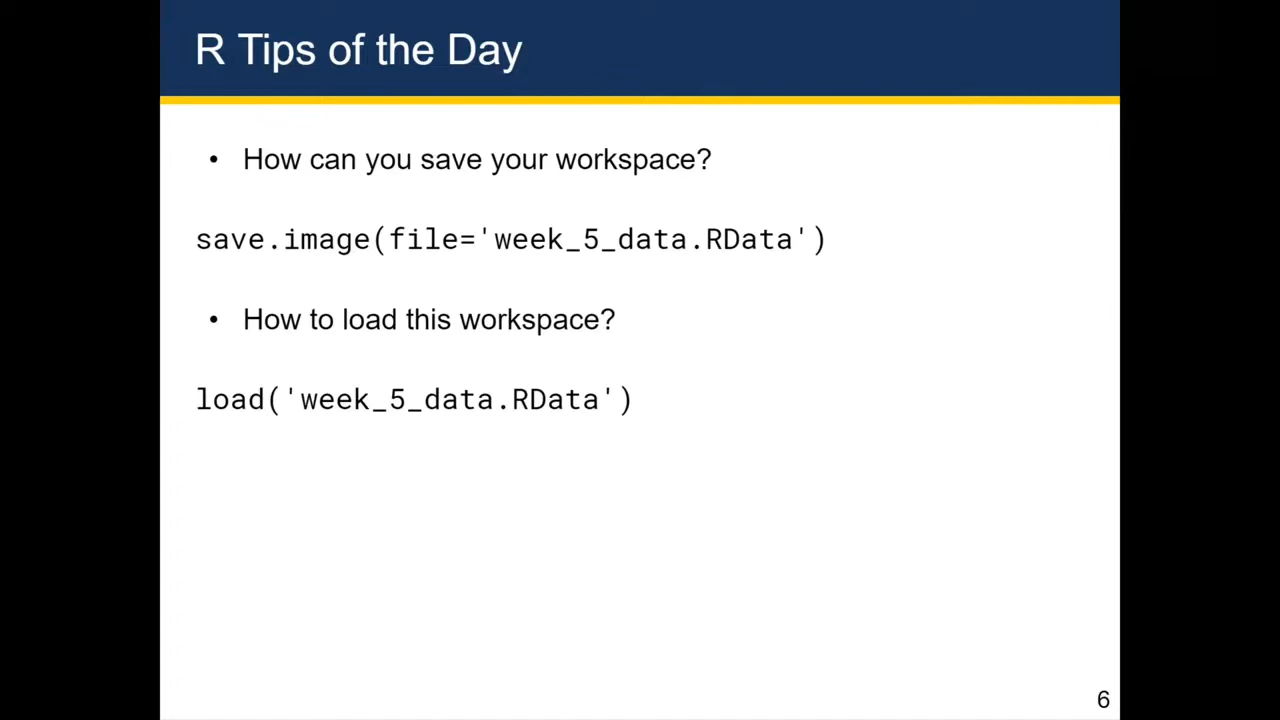 R Tips of the Day
• How can you save your workspace?
save.image(file='week_5_data.RData')
• How to load this workspace?
load('week_5_data.RData')
6